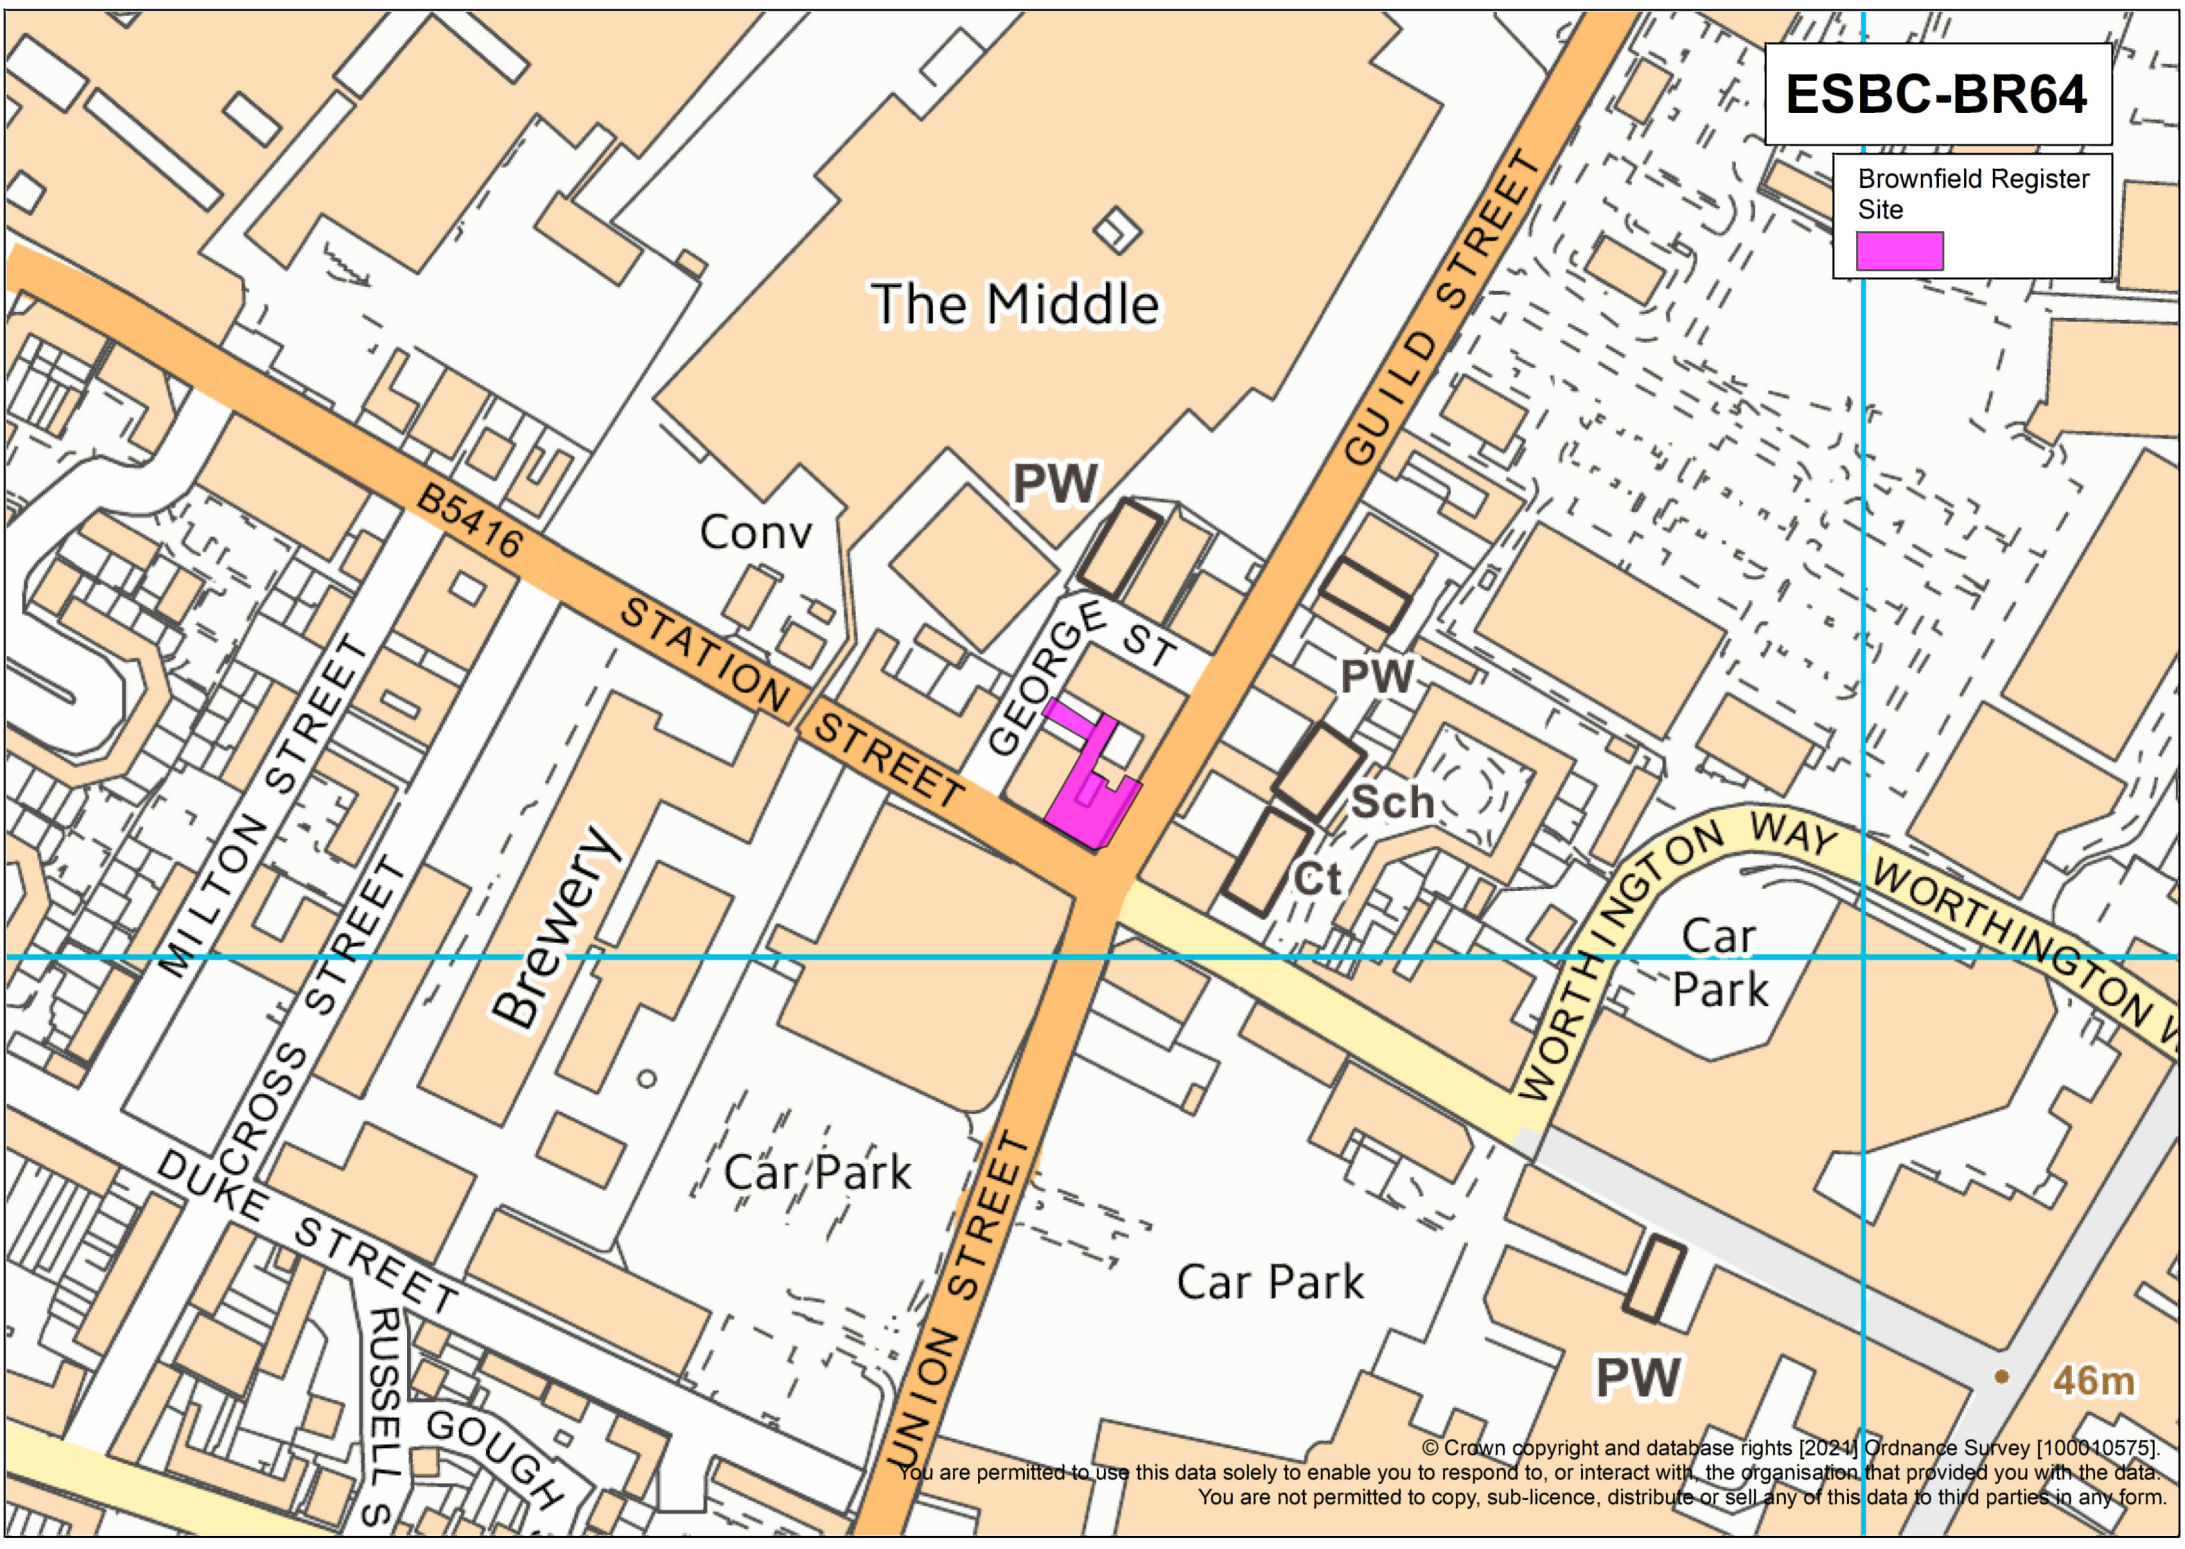 ESBC-BR64
Brownfield Register
Site
The Middle
GUILD STREET
PW
Conv
B5416
STATION
STREET
GEORGE ST
GEORGE
PW
Sch
Ct
MILTON STREET
CROSS STREET
Brewery
WORTHINGTON WAY
WORTHINGTON W
WORTHINGTON
Car
Park
DUKE STREET
Car Park
UNION STREET
Car Park
RUSSELL S
GOUGH
PW
46m
© Crown copyright and database rights [2021] Ordnance Survey [100010575].
You are permitted to use this data solely to enable you to respond to, or interact with, the organisation that provided you with the data.
You are not permitted to copy, sub-licence, distribute or sell any of this data to third parties in any form.